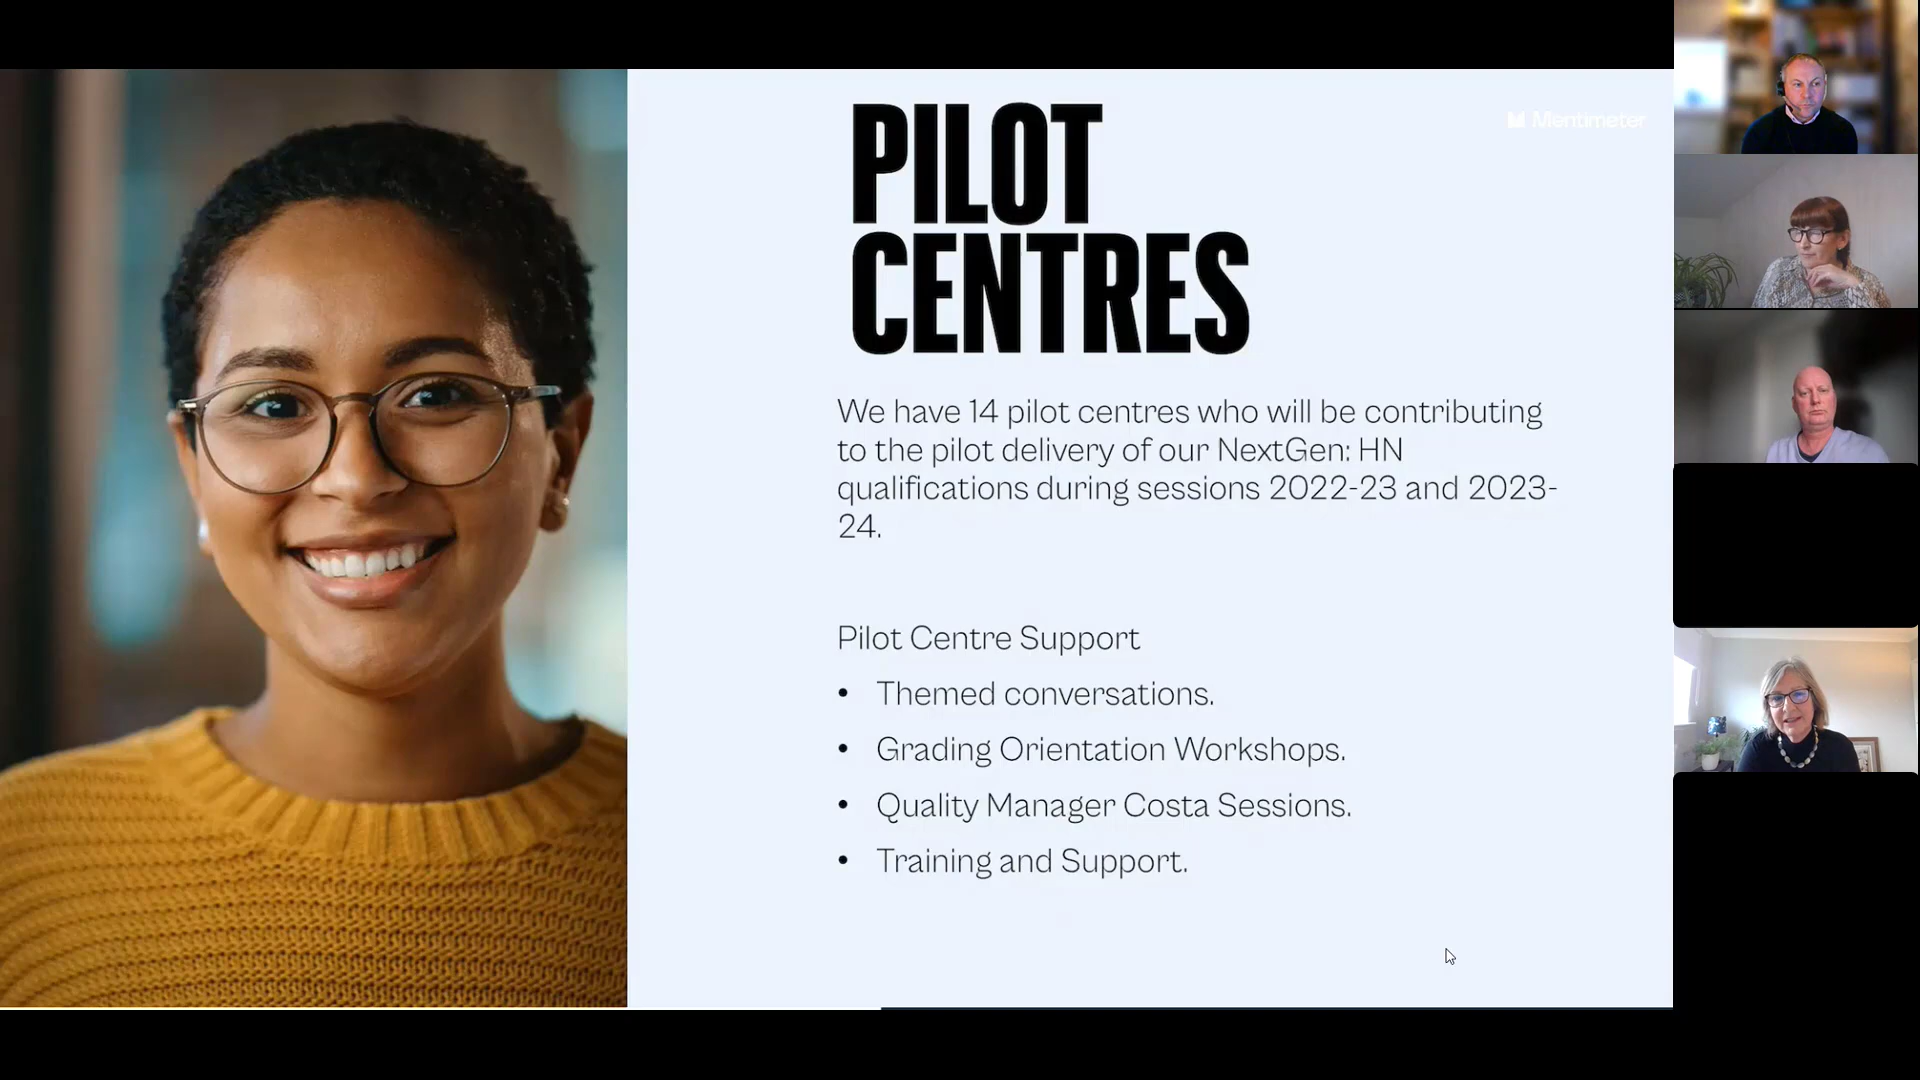 PILOT
CENTRES
Mentimeter
We have 14 pilot centres who will be contributing
to the pilot delivery of our NextGen: HN
qualifications during sessions 2022-23 and 2023-
24.
Pilot Centre Support
• Themed conversations.
• Grading Orientation Workshops.
• Quality Manager Costa Sessions.
• Training and Support.